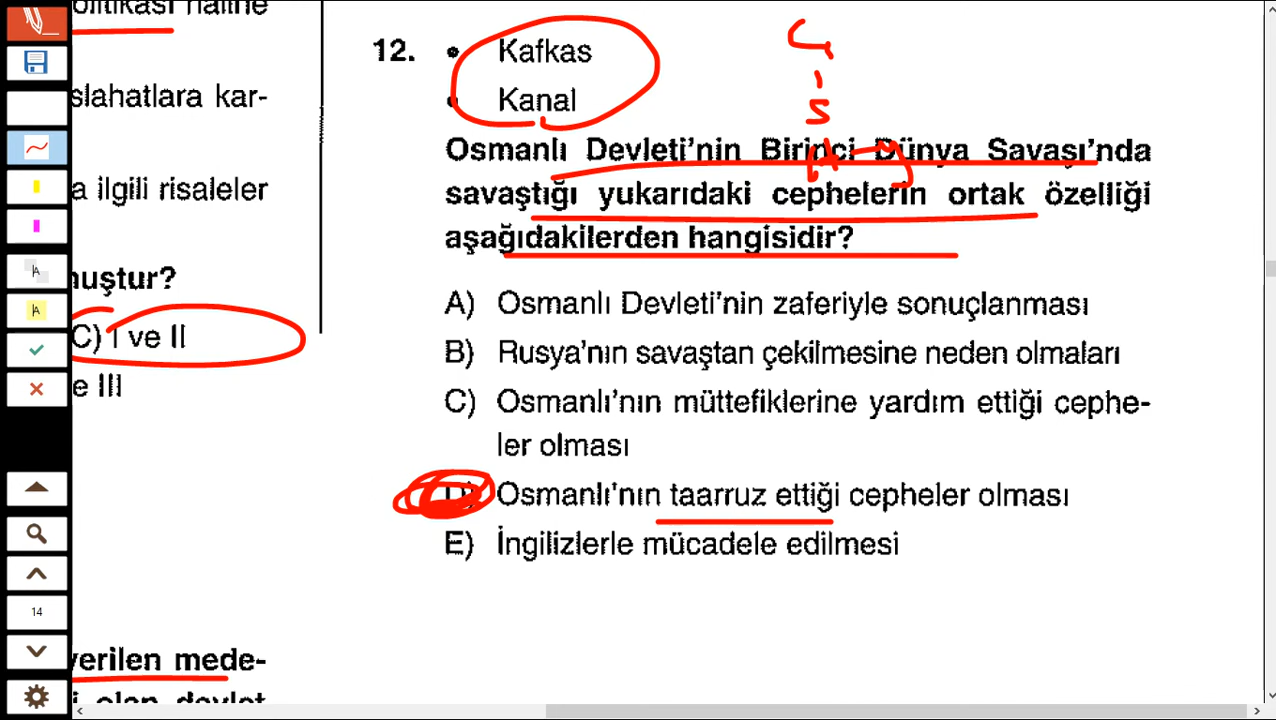 olitikası haline
slahatlara kar-
a ilgili risaleler
nuştur?
C) I ve II
e III
verilen mede-
i olan devlet
12. • Kafkas
• Kanal
Osmanlı Devleti'nin Birinci Dünya Savaşı'nda
savaştığı yukarıdaki cephelerin ortak özelliği
aşağıdakilerden hangisidir?
A) Osmanlı Devleti'nin zaferiyle sonuçlanması
B) Rusya'nın savaştan çekilmesine neden olmaları
C) Osmanlı'nın müttefiklerine yardım ettiği cephe-
ler olması
D) Osmanlı'nın taarruz ettiği cepheler olması
E) İngilizlerle mücadele edilmesi
14